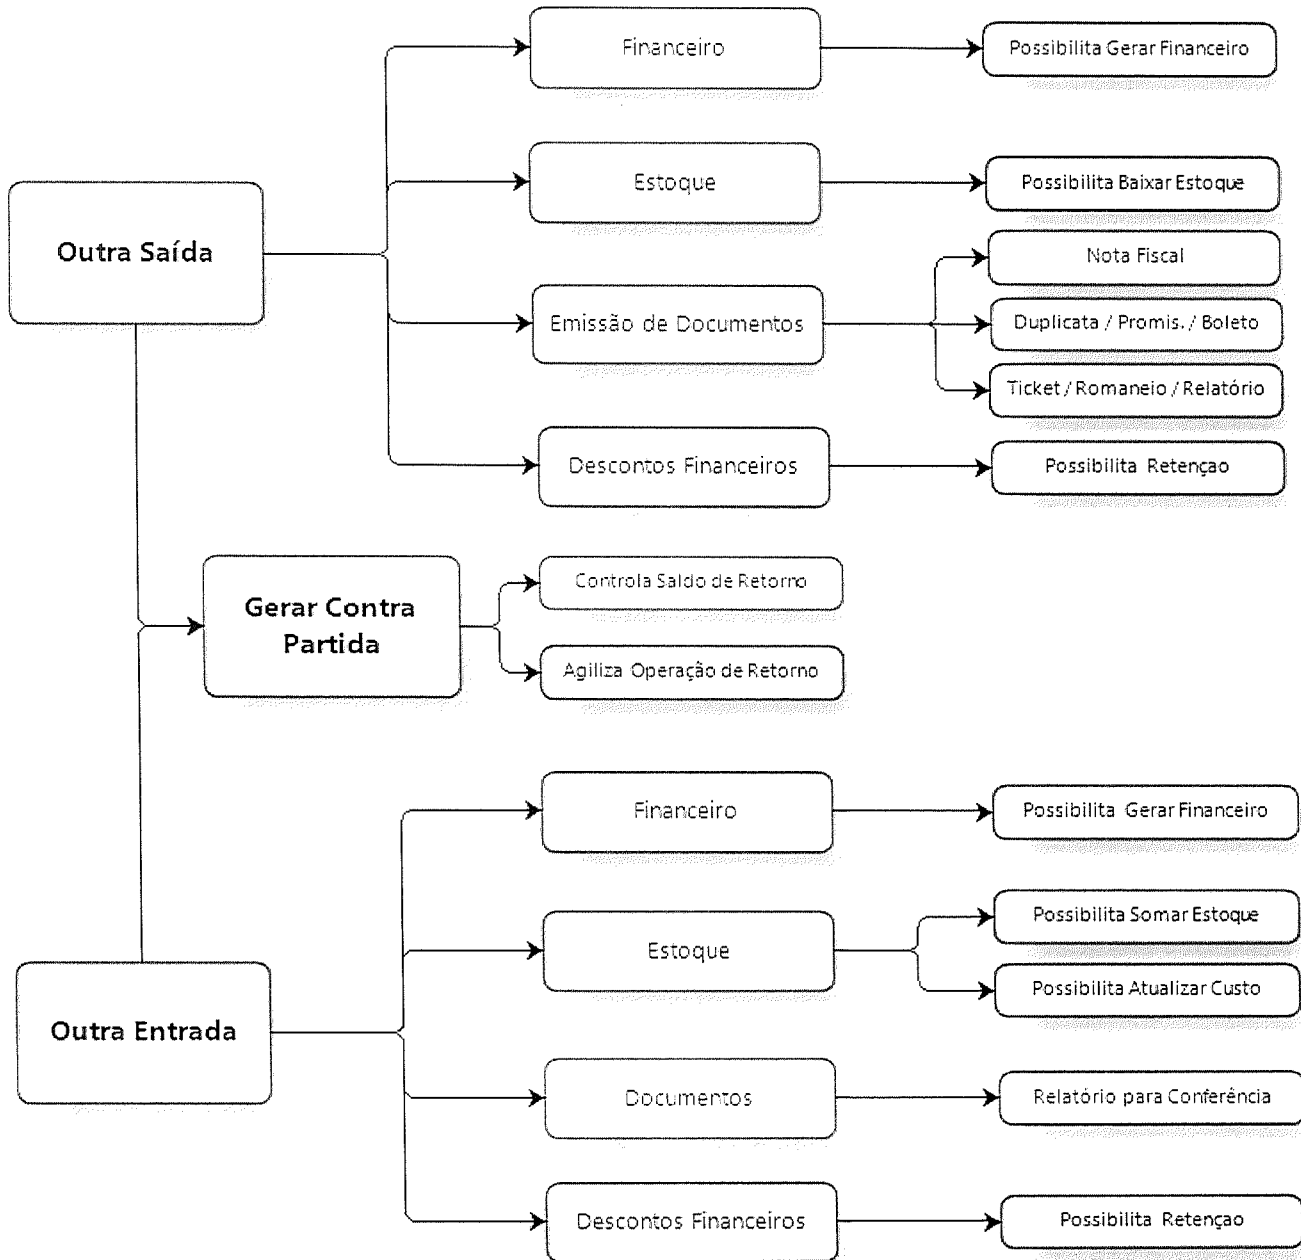 Financeiro
Possibilita Gerar Financeiro
Estoque
Possibilita Baixar Estoque
Outra Saída
Nota Fiscal
Emissão de Documentos
Duplicata / Promis. / Boleto
Ticket / Romaneio / Relatório
Descontos Financeiros
Possibilita Retençao
Gerar Contra
Partida
Controla Saldo de Retorno
Agiliza Operação de Retorno
Financeiro
Possibilita Gerar Financeiro
Estoque
Possibilita Somar Estoque
Possibilita Atualizar Custo
Outra Entrada
Documentos
Relatório para Conferência
Descontos Financeiros
Possibilita Retençao